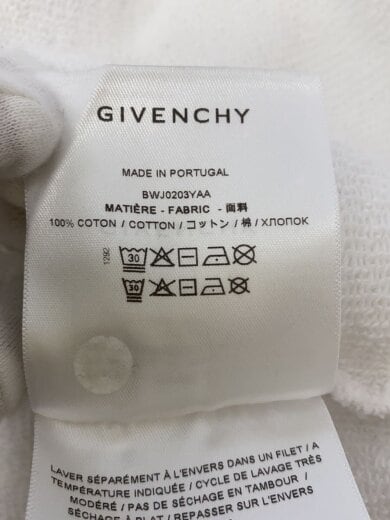 GIVENCHY
MADE IN PORTUGAL
BWJ0203YAA
MATIÈRE - FABRIC - 面料
100% COTON / COTTON / コットン / 棉 / ХЛОПОК
1292
30
30
LAVER SÉPARÉMENT À L'ENVERS DANS UN FILET / A
TEMPÉRATURE INDIQUÉE / CYCLE DE LAVAGE TRÈS
MODÉRÉ / PAS DE SÉCHAGE EN TAMBOUR /
SÉCHAGE À PLAT / REPASSER SUR L'ENVERS